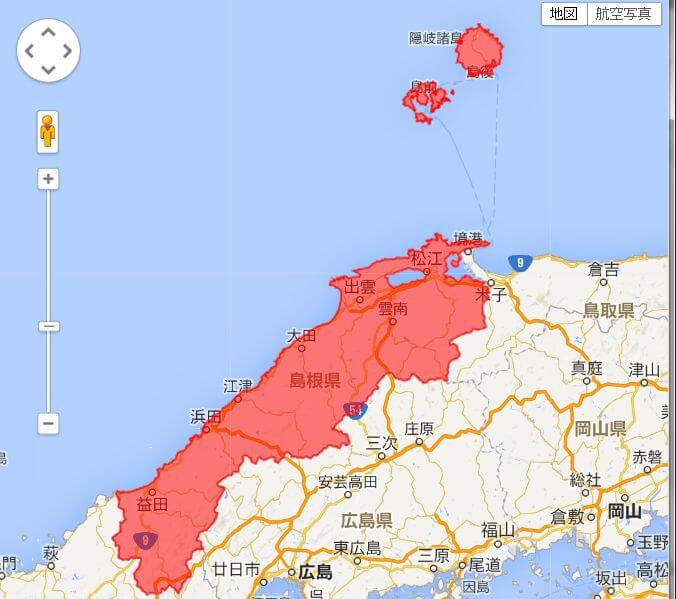 地図
航空写真
隠岐諸島
島後
島前
境港
松江
9
倉吉
出雲
米子
雲南
鳥取県
大田
真庭
津山
島根県
江津
54
浜田
庄原
岡山県
三次
赤磐
安芸高田
総社
益田
岡山
倉敷
広島県
福山
9
玉野
萩
東広島
三原
尾道
廿日市
広島
高松
因島
坂出
呉
島